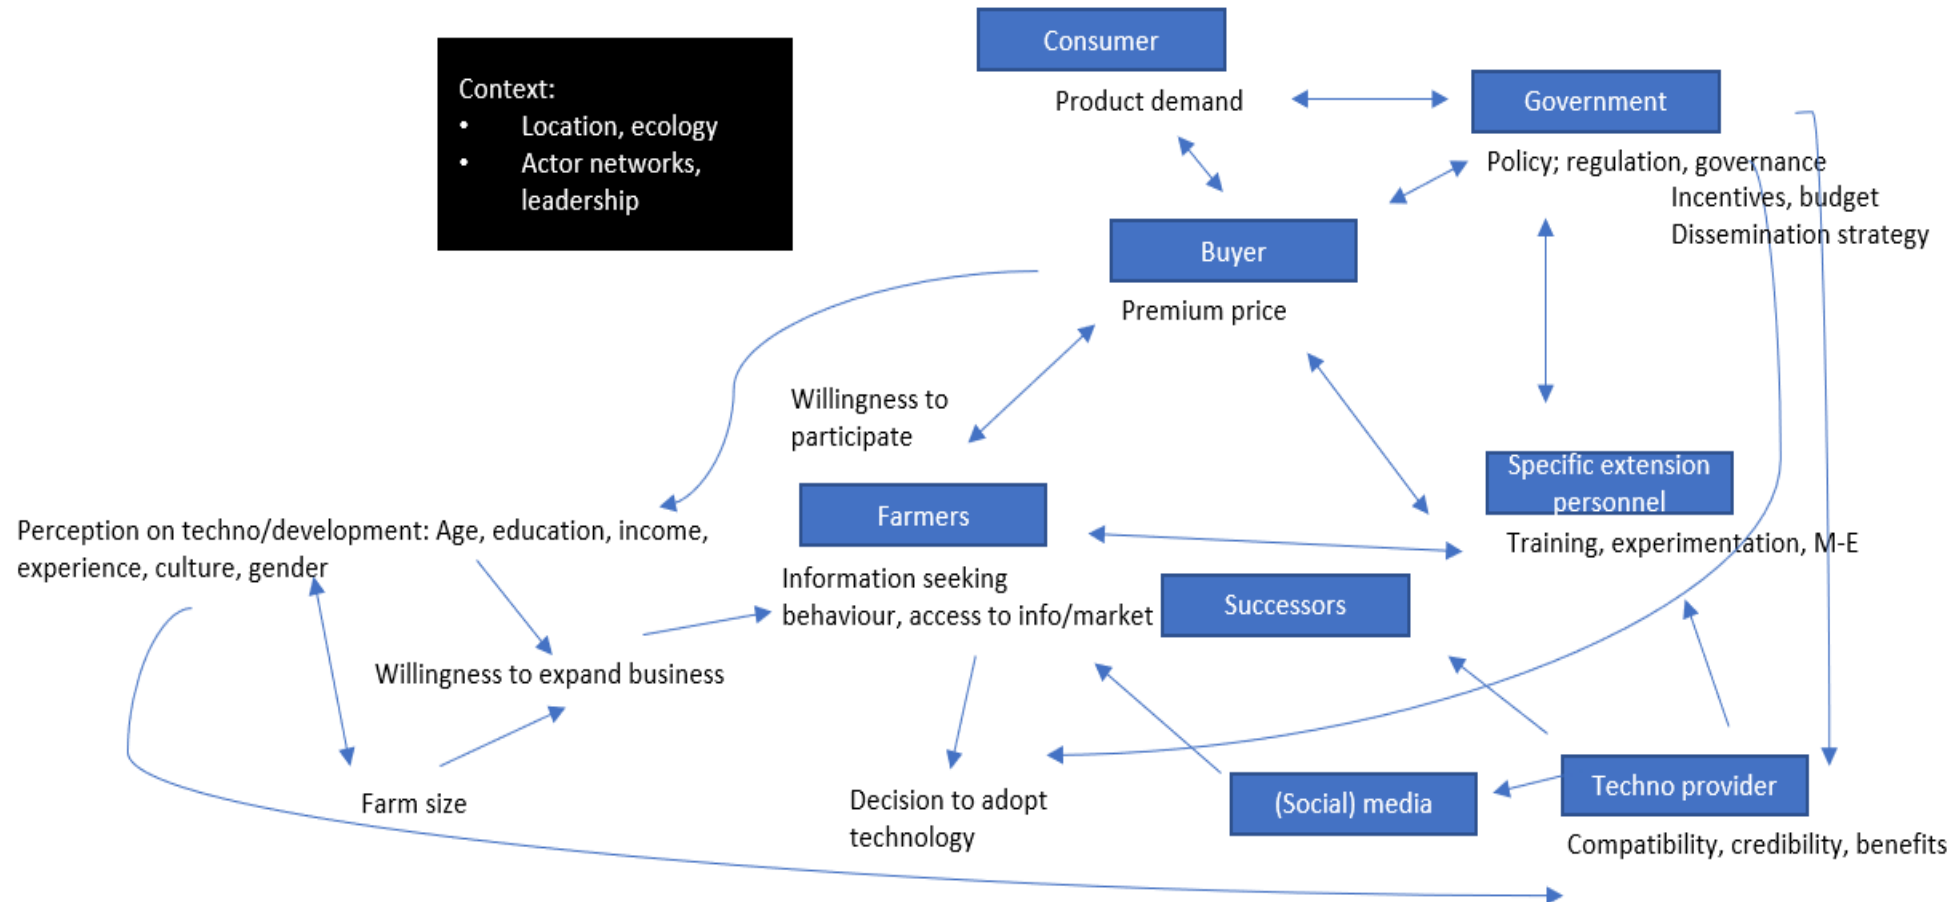 Consumer
Context:
• Location, ecology
• Actor networks,
leadership
Product demand
Government
Policy; regulation, governance
Incentives, budget
Dissemination strategy
Buyer
Premium price
Willingness to
participate
Specific extension
personnel
Training, experimentation, M-E
Farmers
Perception on techno/development: Age, education, income,
experience, culture, gender
Information seeking
behaviour, access to info/market
Successors
Willingness to expand business
Farm size
Decision to adopt
technology
(Social) media
Techno provider
Compatibility, credibility, benefits